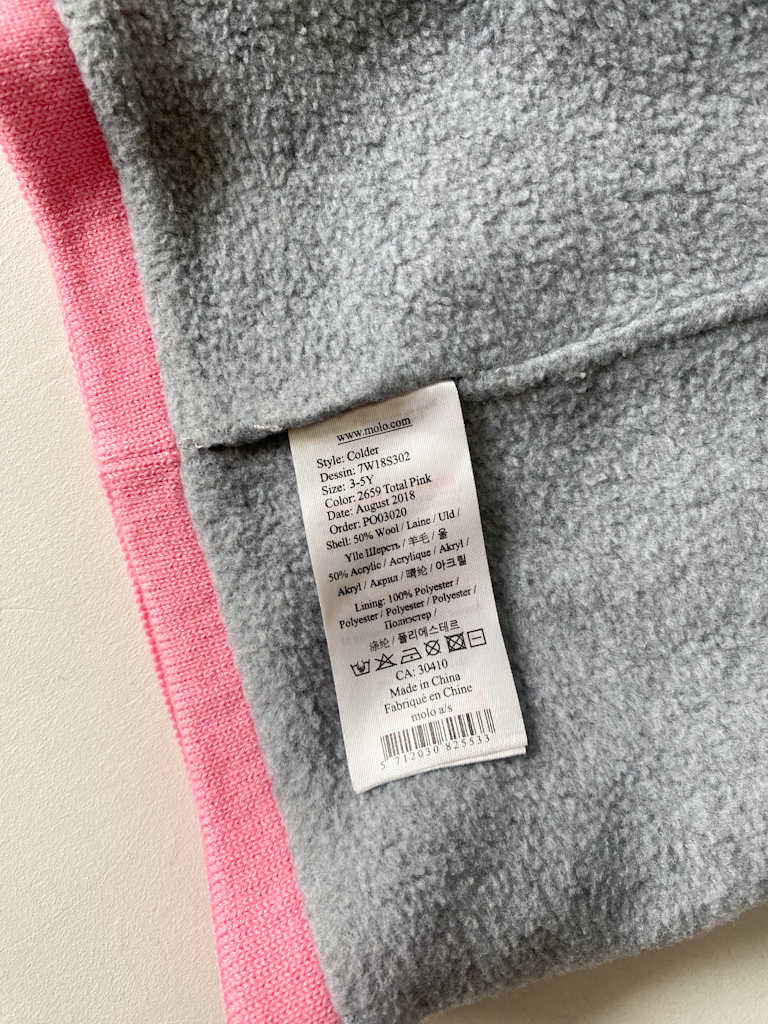 www.molo.com
Style: Colder
Dessin: 7W18S302
Size: 3-5Y
Color: 2659 Total Pink
Date: August 2018
Order: PO03020
Shell: 50% Wool / Laine / Uld /
Ylle Шерсть / 羊毛 / 울
50% Acrylic / Acrylique / Akryl /
Akryl / Акрил / 晴纶 / 아크릴
Lining: 100% Polyester /
Polyester / Polyester / Polyester /
Полиэстер /
涤纶 / 폴리에스테르
CA: 30410
Made in China
Fabriqué en Chine
molo a/s
5 712030 825533